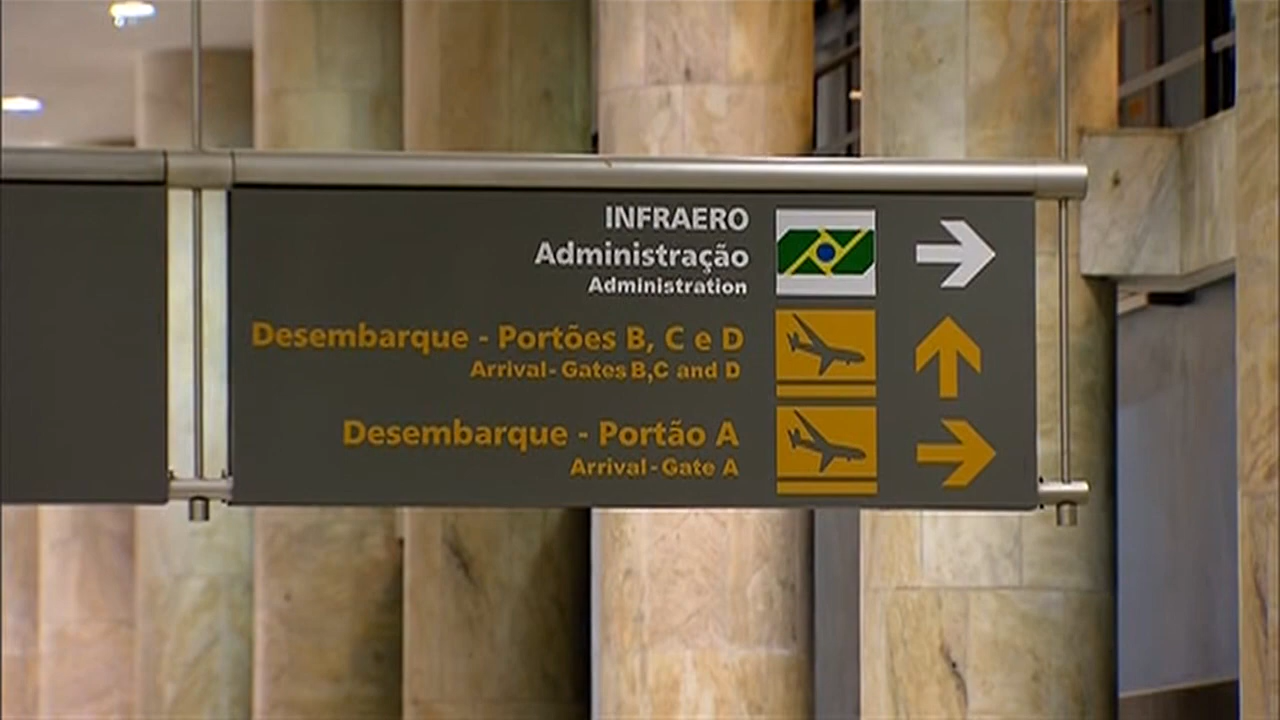 INFRAERO
Administração
Administration
Desembarque - Portões B, C e D
Arrival - Gates B,C and D
Desembarque - Portão A
Arrival - Gate A